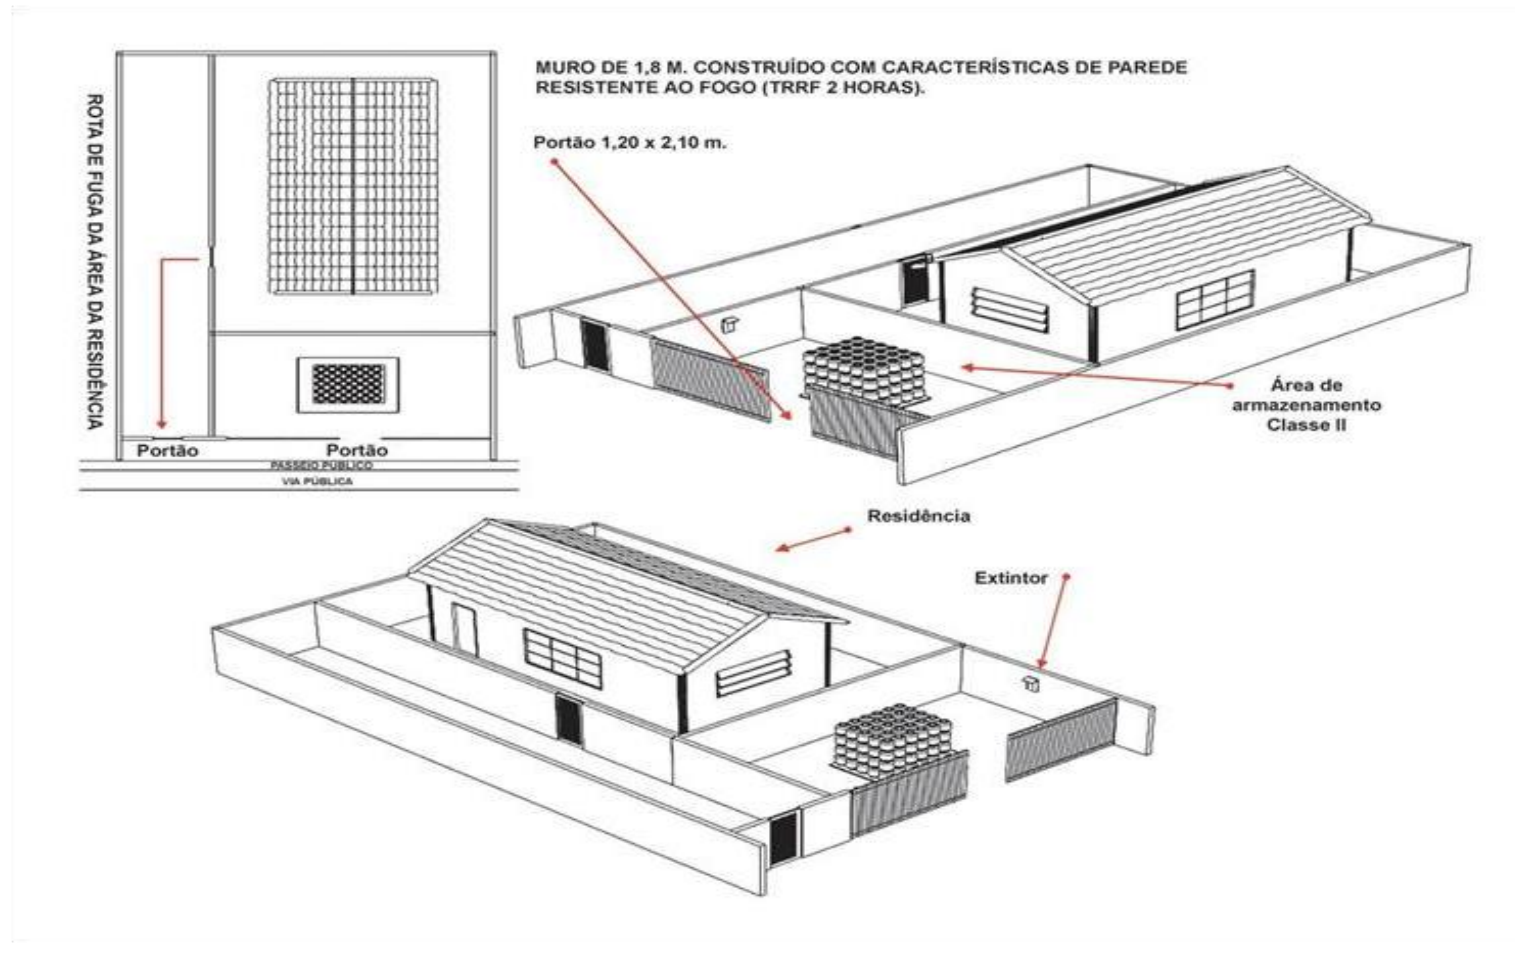 MURO DE 1,8 M. CONSTRUÍDO COM CARACTERÍSTICAS DE PAREDE
RESISTENTE AO FOGO (TRRF 2 HORAS).
ROTA DE FUGA DA ÁREA DA RESIDÊNCIA
Portão 1,20 x 2,10 m.
Área de
armazenamento
Classe II
Portão
Portão
PASSEIO PÚBLICO
VIA PÚBLICA
Residência
Extintor